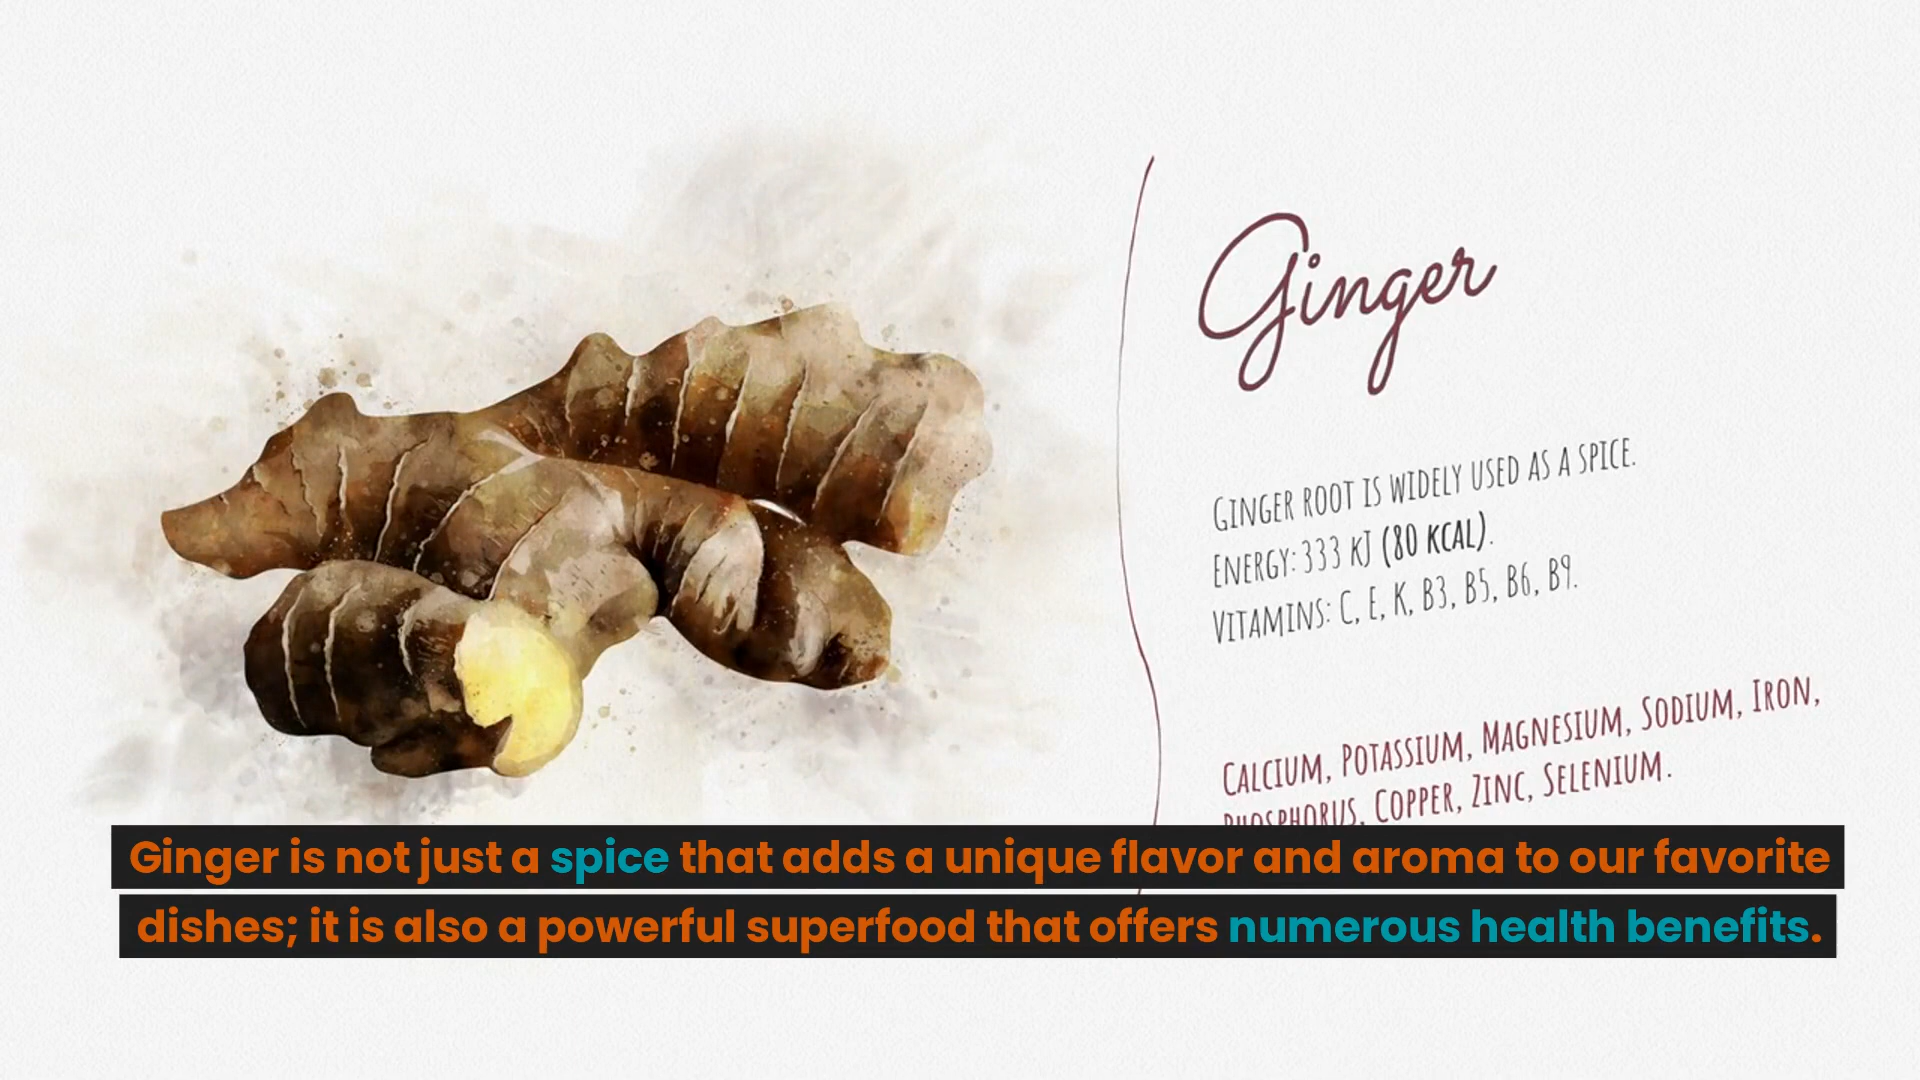 Ginger
Ginger root is widely used as a spice.
Energy: 333 kJ (80 kcal).
Vitamins: C, E, K, B3, B5, B6, B9.
Calcium, Potassium, Magnesium, Sodium, Iron,
Phosphorus, Copper, Zinc, Selenium.
Ginger is not just a spice that adds a unique flavor and aroma to our favorite
dishes; it is also a powerful superfood that offers numerous health benefits.